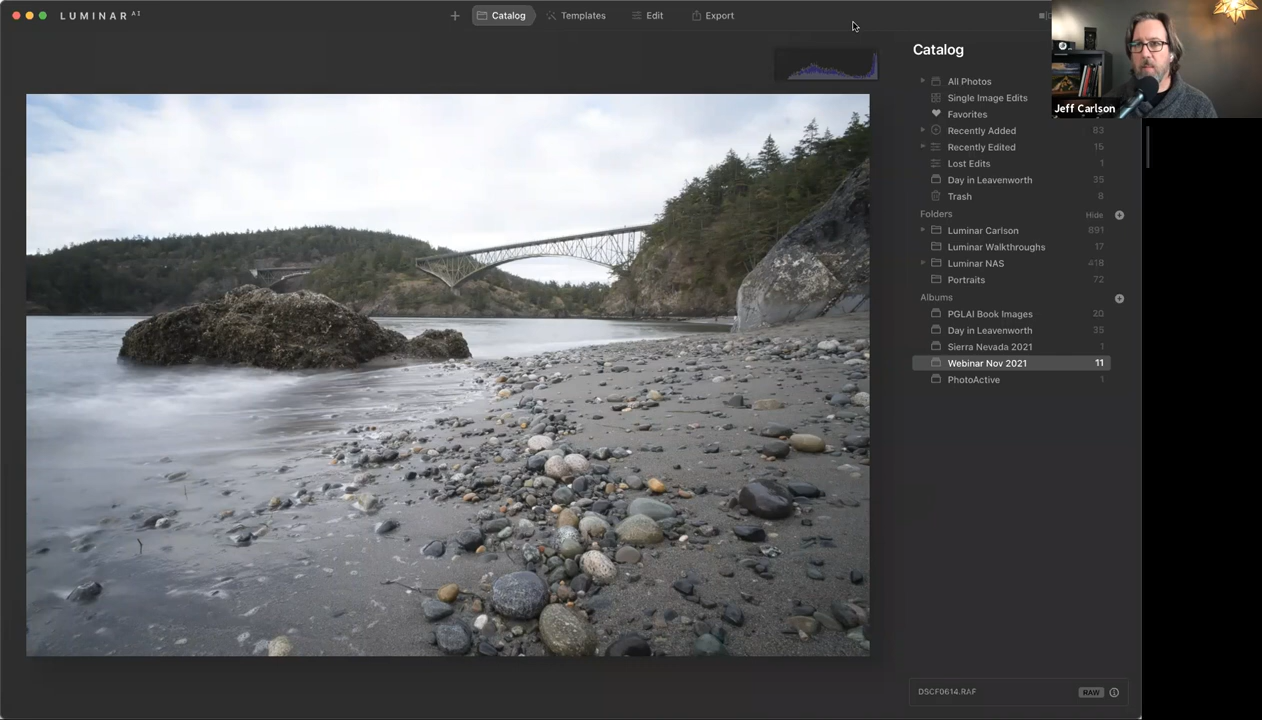 LUMINAR AI
Catalog
Templates
Edit
Export
Jeff Carlson
Catalog
All Photos
Single Image Edits
Favorites
Recently Added 83
Recently Edited 15
Lost Edits 1
Day in Leavenworth 35
Trash 8
Folders Hide
Luminar Carlson 891
Luminar Walkthroughs 17
Luminar NAS 418
Portraits 72
Albums
PGLAI Book Images 20
Day in Leavenworth 35
Sierra Nevada 2021 1
Webinar Nov 2021 11
PhotoActive 1
DSCF0614.RAF RAW